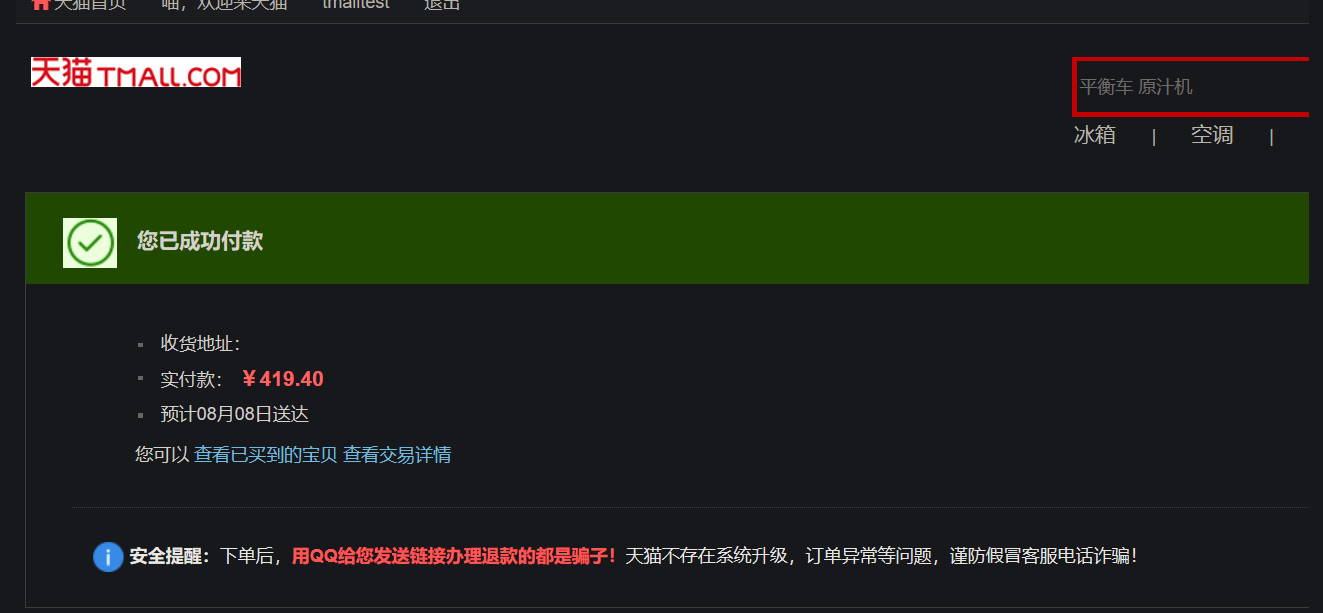 天猫首页 喵，欢迎来天猫 tmalltest 退出
天猫 TMALL.COM
平衡车 原汁机
冰箱 | 空调 |
您已成功付款
收货地址：
实付款： ￥419.40
预计08月08日送达
您可以 查看已买到的宝贝 查看交易详情
安全提醒：下单后，用QQ给您发送链接办理退款的都是骗子！天猫不存在系统升级，订单异常等问题，谨防假冒客服电话诈骗！